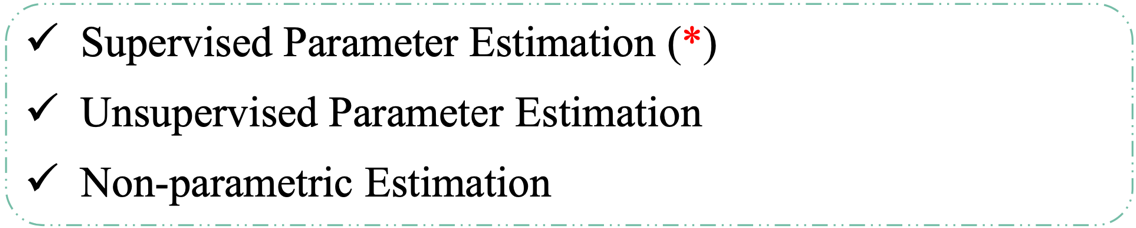 ✓ Supervised Parameter Estimation (*)
✓ Unsupervised Parameter Estimation
✓ Non-parametric Estimation